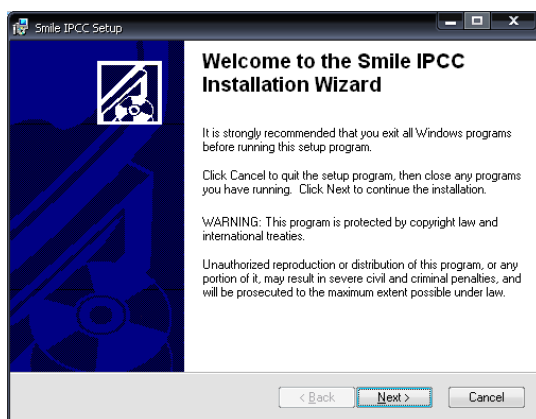 Smile IPCC Setup
Welcome to the Smile IPCC
Installation Wizard
It is strongly recommended that you exit all Windows programs
before running this setup program.
Click Cancel to quit the setup program, then close any programs
you have running. Click Next to continue the installation.
WARNING: This program is protected by copyright law and
international treaties.
Unauthorized reproduction or distribution of this program, or any
portion of it, may result in severe civil and criminal penalties, and
will be prosecuted to the maximum extent possible under law.
< Back Next > Cancel